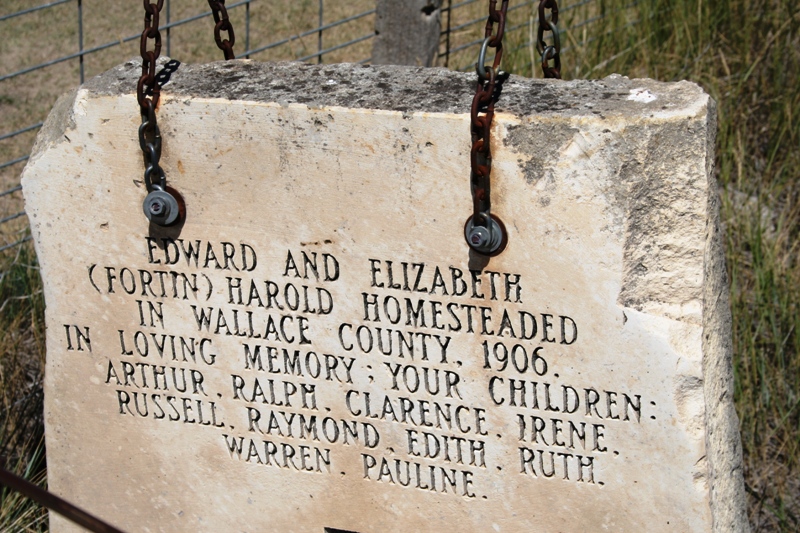 EDWARD AND ELIZABETH
(FORTIN) HAROLD HOMESTEADED
IN WALLACE COUNTY, 1906.
IN LOVING MEMORY; YOUR CHILDREN:
ARTHUR. RALPH. CLARENCE. IRENE.
RUSSELL. RAYMOND. EDITH. RUTH.
WARREN. PAULINE.